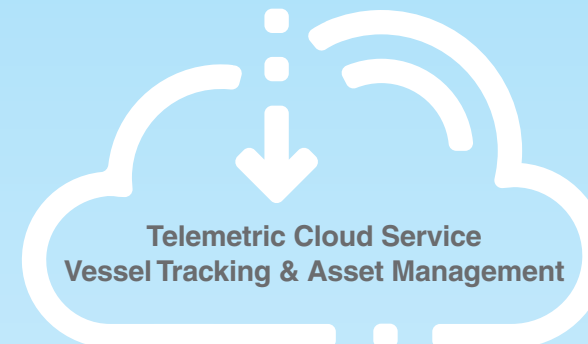 Telemetric Cloud Service
Vessel Tracking & Asset Management